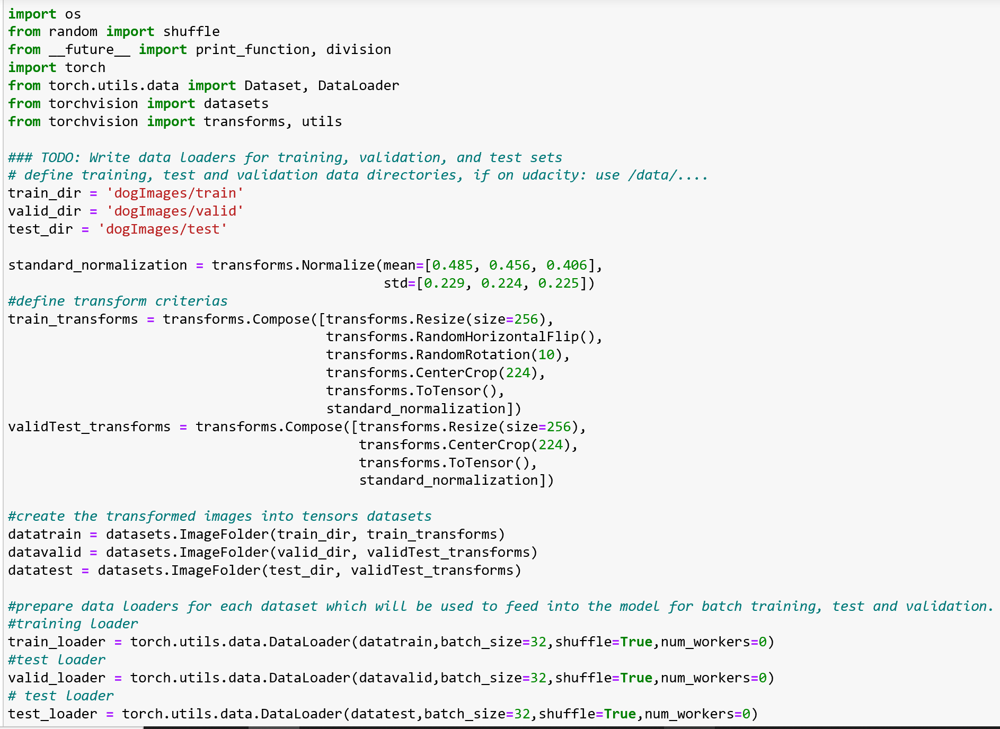 import os
from random import shuffle
from __future__ import print_function, division
import torch
from torch.utils.data import Dataset, DataLoader
from torchvision import datasets
from torchvision import transforms, utils

### TODO: Write data loaders for training, validation, and test sets
# define training, test and validation data directories, if on udacity: use /data/....
train_dir = 'dogImages/train'
valid_dir = 'dogImages/valid'
test_dir = 'dogImages/test'

standard_normalization = transforms.Normalize(mean=[0.485, 0.456, 0.406],
                                              std=[0.229, 0.224, 0.225])
#define transform criterias
train_transforms = transforms.Compose([transforms.Resize(size=256),
                                       transforms.RandomHorizontalFlip(),
                                       transforms.RandomRotation(10),
                                       transforms.CenterCrop(224),
                                       transforms.ToTensor(),
                                       standard_normalization])
validTest_transforms = transforms.Compose([transforms.Resize(size=256),
                                           transforms.CenterCrop(224),
                                           transforms.ToTensor(),
                                           standard_normalization])

#create the transformed images into tensors datasets
datatrain = datasets.ImageFolder(train_dir, train_transforms)
datavalid = datasets.ImageFolder(valid_dir, validTest_transforms)
datatest = datasets.ImageFolder(test_dir, validTest_transforms)

#prepare data loaders for each dataset which will be used to feed into the model for batch training, test and validation.
#training loader
train_loader = torch.utils.data.DataLoader(datatrain,batch_size=32,shuffle=True,num_workers=0)
#test loader
valid_loader = torch.utils.data.DataLoader(datavalid,batch_size=32,shuffle=True,num_workers=0)
# test loader
test_loader = torch.utils.data.DataLoader(datatest,batch_size=32,shuffle=True,num_workers=0)